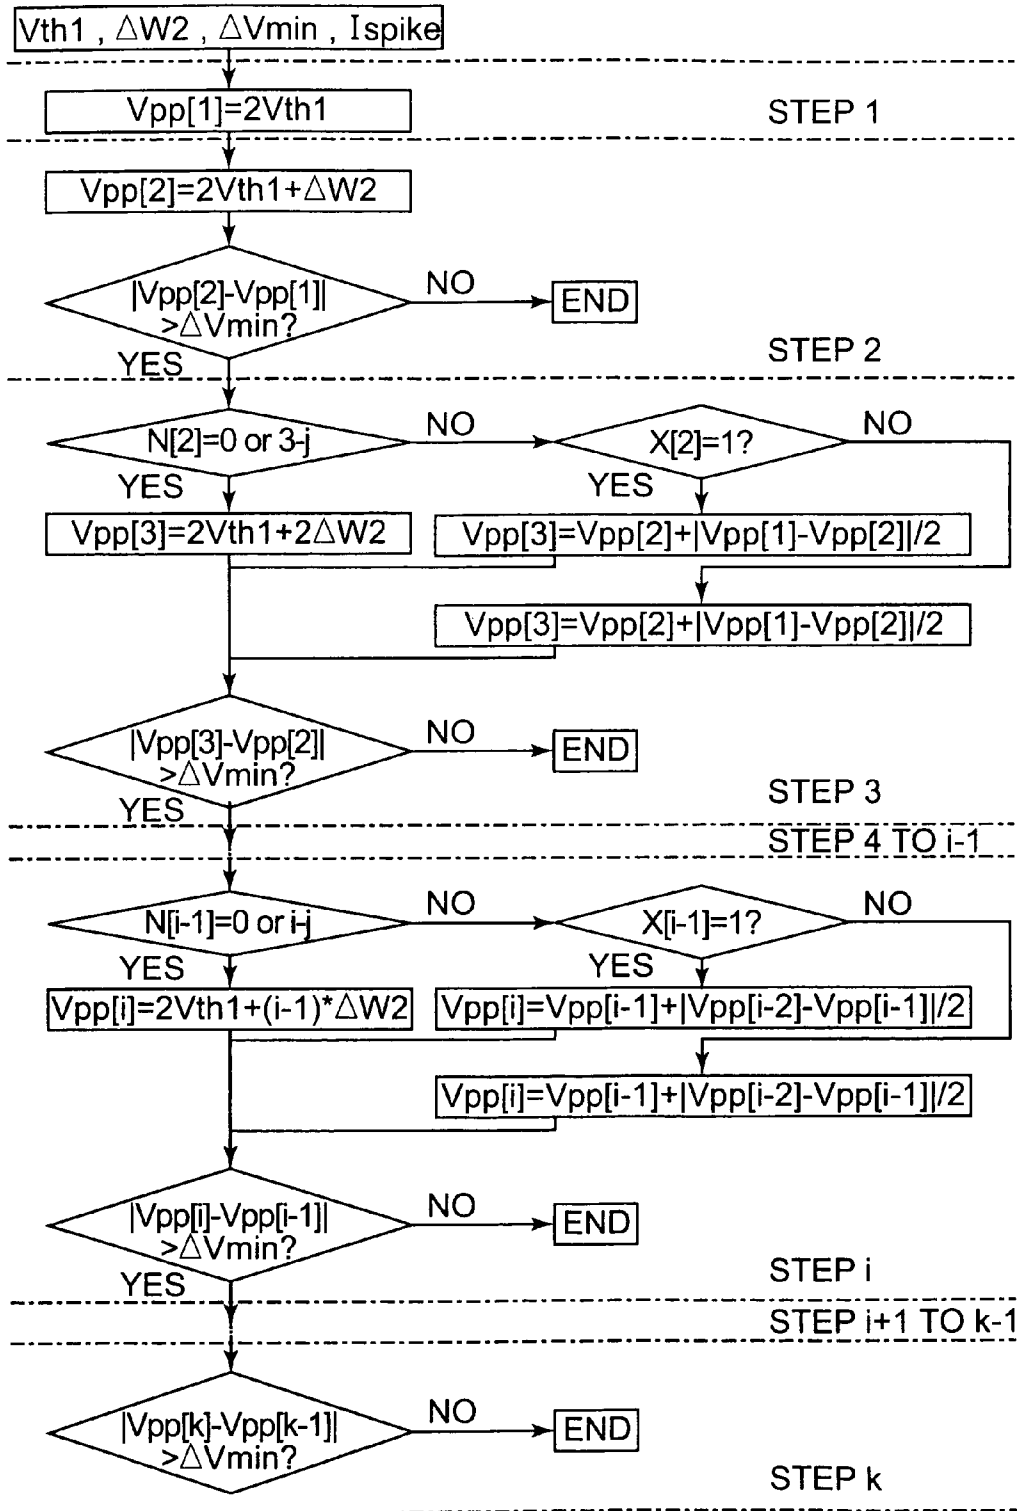 Vth1 , △W2 , △Vmin , Ispike
Vpp[1]=2Vth1
STEP 1
Vpp[2]=2Vth1+△W2
|Vpp[2]-Vpp[1]|
>△Vmin?
NO
END
YES
STEP 2
N[2]=0 or 3-j
NO
X[2]=1?
NO
YES
YES
Vpp[3]=2Vth1+2△W2
Vpp[3]=Vpp[2]+|Vpp[1]-Vpp[2]|/2
Vpp[3]=Vpp[2]+|Vpp[1]-Vpp[2]|/2
|Vpp[3]-Vpp[2]|
>△Vmin?
NO
END
YES
STEP 3
STEP 4 TO i-1
N[i-1]=0 or i-j
NO
X[i-1]=1?
NO
YES
YES
Vpp[i]=2Vth1+(i-1)*△W2
Vpp[i]=Vpp[i-1]+|Vpp[i-2]-Vpp[i-1]|/2
Vpp[i]=Vpp[i-1]+|Vpp[i-2]-Vpp[i-1]|/2
|Vpp[i]-Vpp[i-1]|
>△Vmin?
NO
END
YES
STEP i
STEP i+1 TO k-1
|Vpp[k]-Vpp[k-1]|
>△Vmin?
NO
END
STEP k